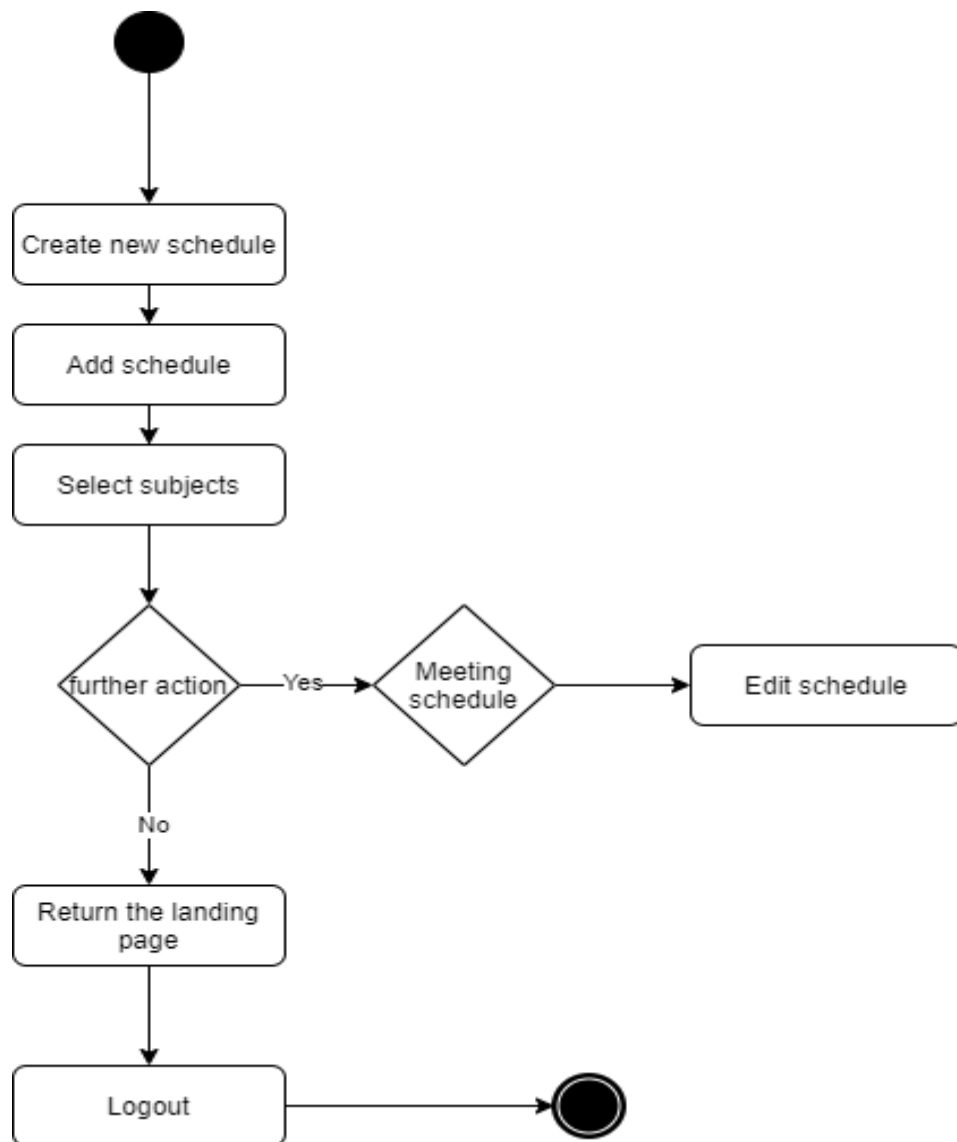 Create new schedule
Add schedule
Select subjects
further action
Yes
Meeting
schedule
Edit schedule
No
Return the landing
page
Logout